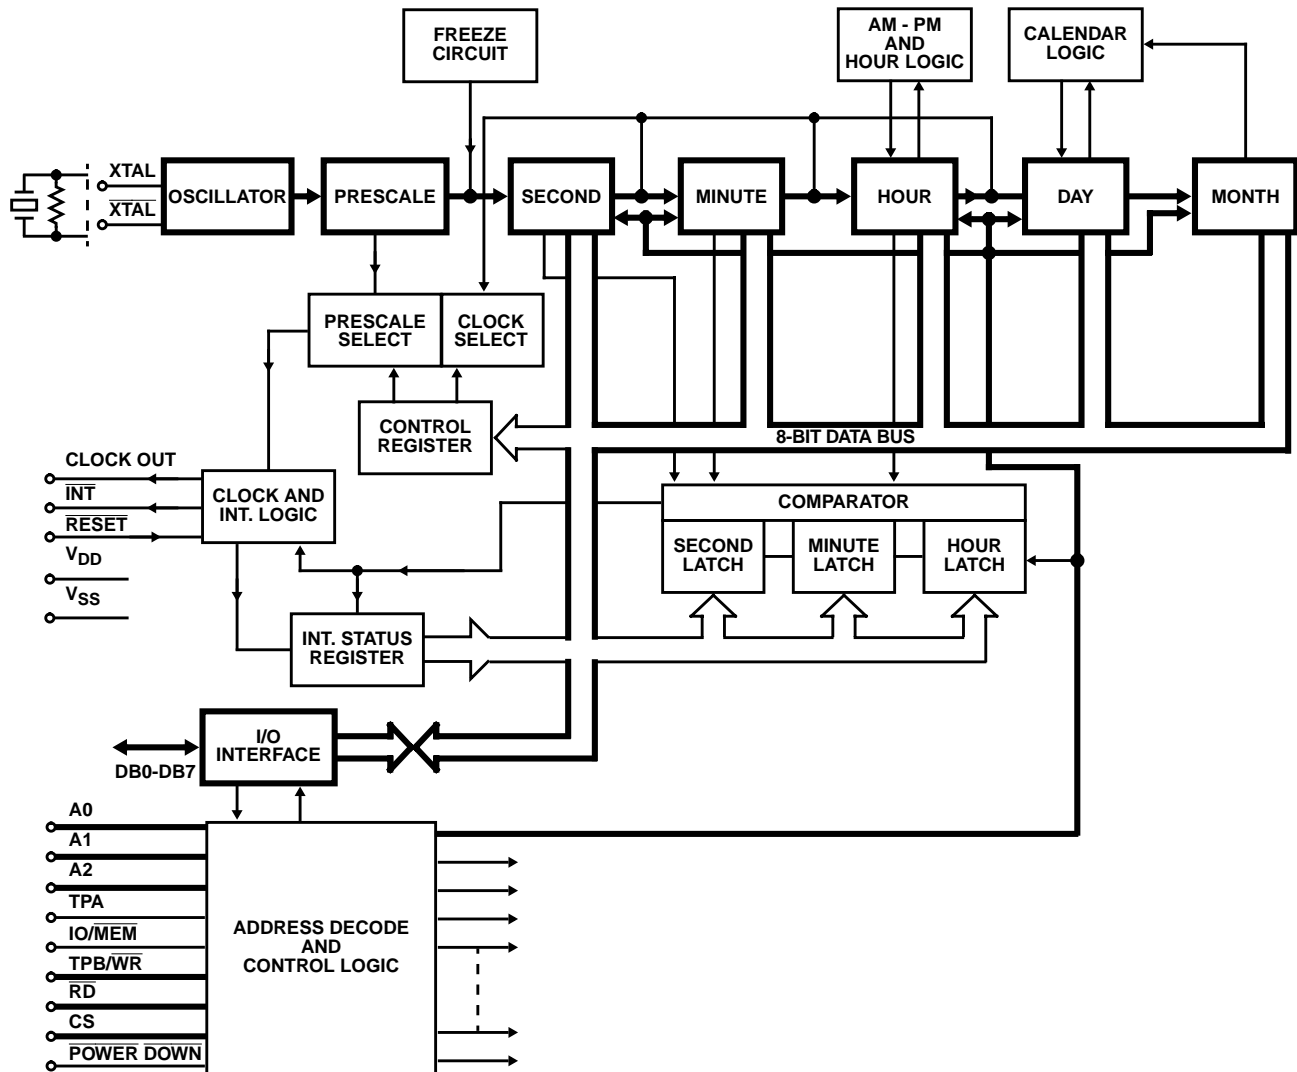 FREEZE
CIRCUIT
AM - PM
AND
HOUR LOGIC
CALENDAR
LOGIC
XTAL
XTAL
OSCILLATOR
PRESCALE
SECOND
MINUTE
HOUR
DAY
MONTH
PRESCALE
SELECT
CLOCK
SELECT
CONTROL
REGISTER
8-BIT DATA BUS
CLOCK OUT
INT
RESET
VDD
VSS
CLOCK AND
INT. LOGIC
COMPARATOR
SECOND
LATCH
MINUTE
LATCH
HOUR
LATCH
INT. STATUS
REGISTER
I/O
INTERFACE
DB0-DB7
A0
A1
A2
TPA
IO/MEM
TPB/WR
RD
CS
POWER DOWN
ADDRESS DECODE
AND
CONTROL LOGIC